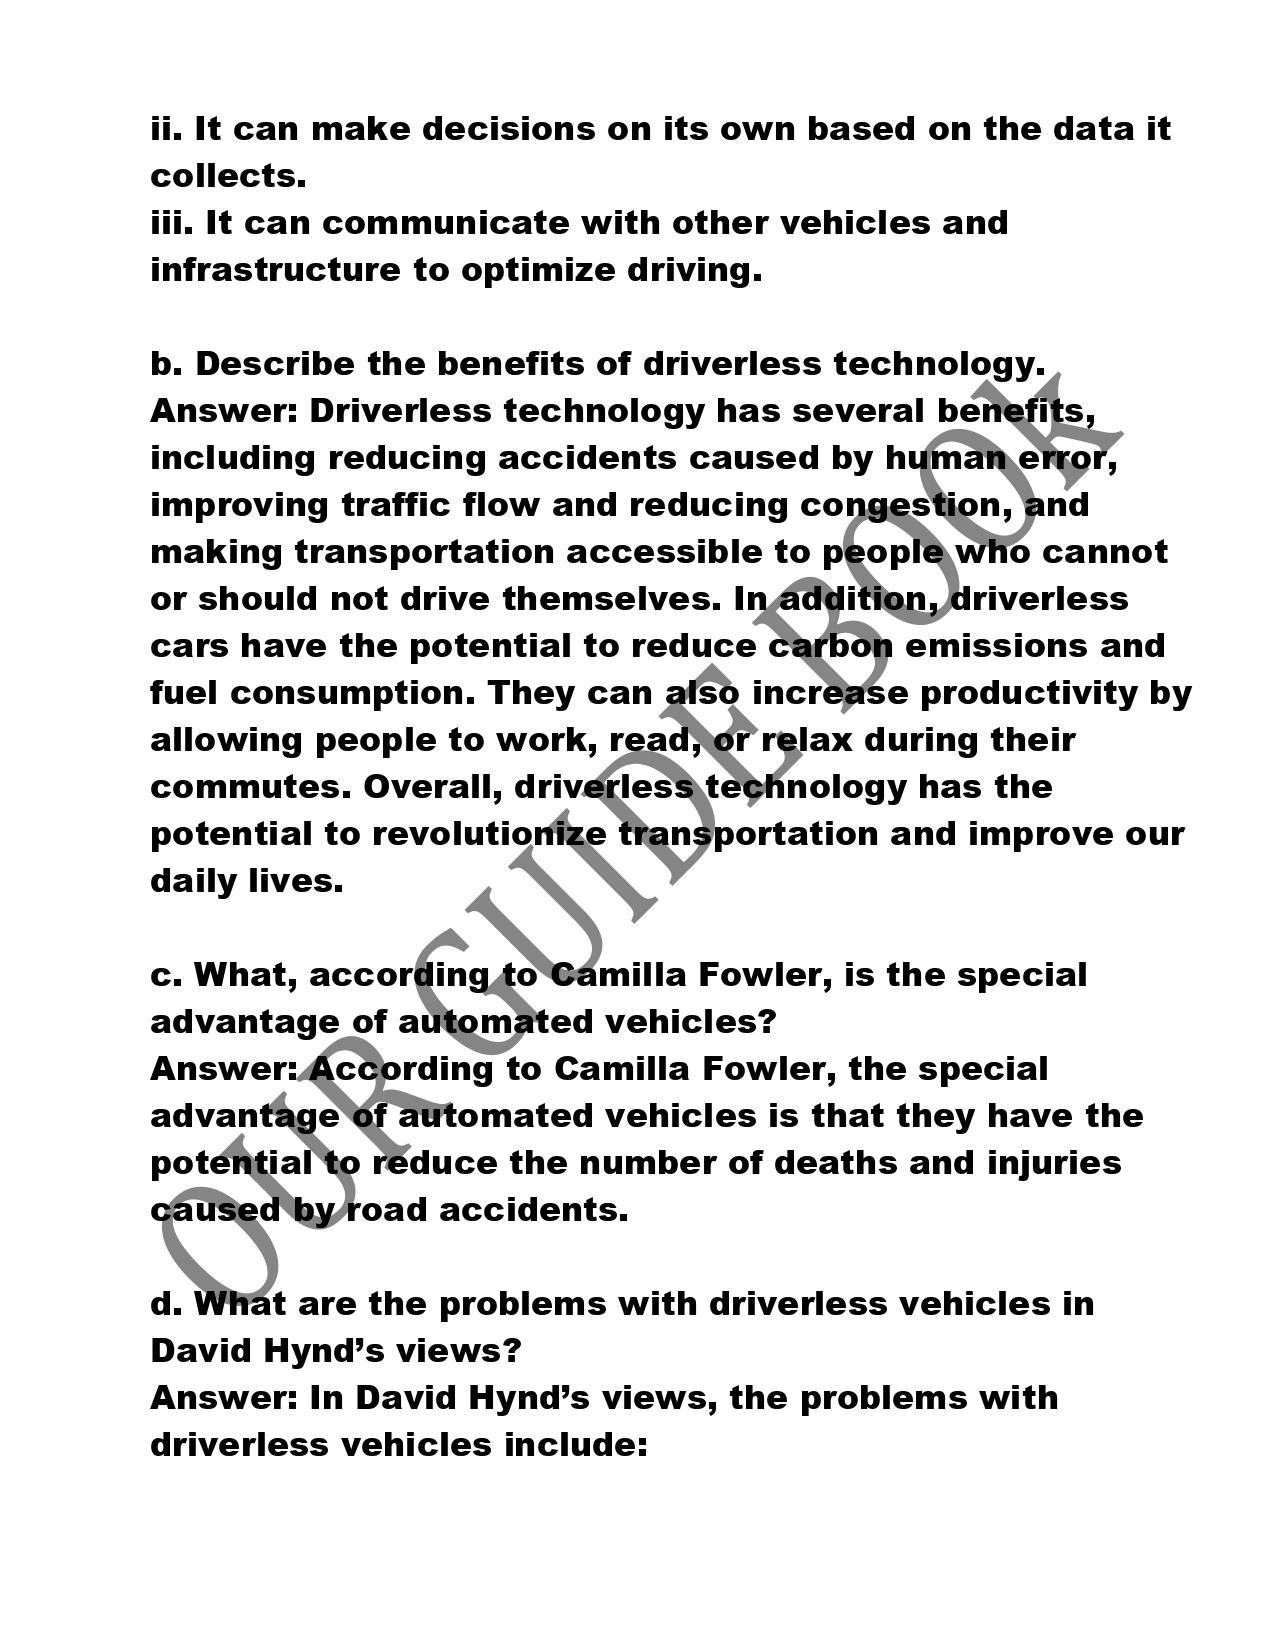 ii. It can make decisions on its own based on the data it
collects.
iii. It can communicate with other vehicles and
infrastructure to optimize driving.
b. Describe the benefits of driverless technology.
Answer: Driverless technology has several benefits,
including reducing accidents caused by human error,
improving traffic flow and reducing congestion, and
making transportation accessible to people who cannot
or should not drive themselves. In addition, driverless
cars have the potential to reduce carbon emissions and
fuel consumption. They can also increase productivity by
allowing people to work, read, or relax during their
commutes. Overall, driverless technology has the
potential to revolutionize transportation and improve our
daily lives.
c. What, according to Camilla Fowler, is the special
advantage of automated vehicles?
Answer: According to Camilla Fowler, the special
advantage of automated vehicles is that they have the
potential to reduce the number of deaths and injuries
caused by road accidents.
d. What are the problems with driverless vehicles in
David Hynd’s views?
Answer: In David Hynd’s views, the problems with
driverless vehicles include:
OUR GUIDE BOOk